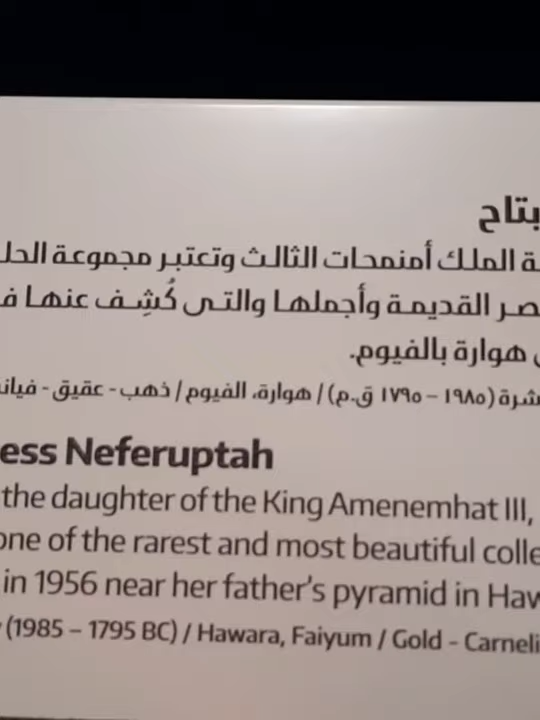 بتاح
ة الملك أمنمحات الثالث وتعتبر مجموعة الحل
صر القديمة وأجملها والتى كُشِف عنها ف
هوارة بالفيوم.
شرة (١٩٨٥ – ١٧٩٥ ق.م) / هوارة، الفيوم / ذهب - عقيق - فيان
ess Neferuptah
the daughter of the King Amenemhat III,
one of the rarest and most beautiful colle
in 1956 near her father's pyramid in Haw
(1985 – 1795 BC) / Hawara, Faiyum / Gold - Carneli